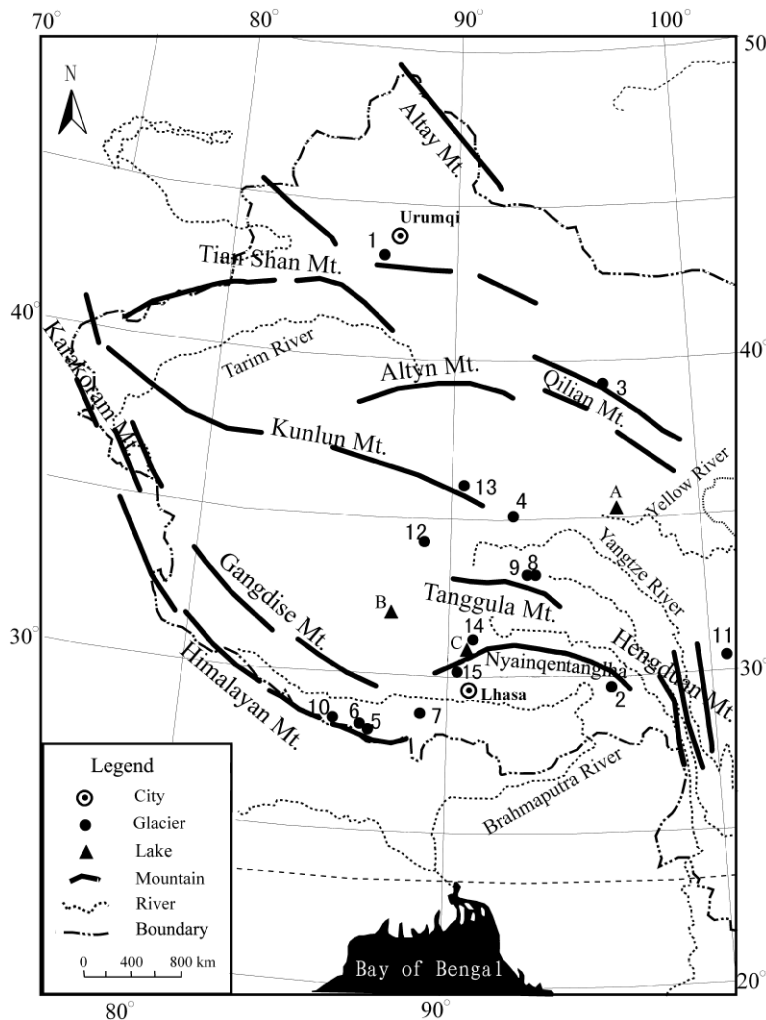 70°
80°
90°
100°
50
N
Altay Mt.
Urumqi
1
Tian Shan Mt.
40°
40°
Karakoram Mt.
Tarim River
Altyn Mt.
Qilian Mt.
3
Kunlun Mt.
13
4
A
Yellow River
12
9 8
Yangtze River
Gangdise Mt.
Tanggula Mt.
B
14
C
30°
30°
Nyainqentanglha
Hengduan Mt.
11
15
Lhasa
2
Himalayan Mt.
10 6 5 7
Brahmaputra River
Legend
City
Glacier
Lake
Mountain
River
Boundary
0 400 800 km
Bay of Bengal
20°
80°
90°